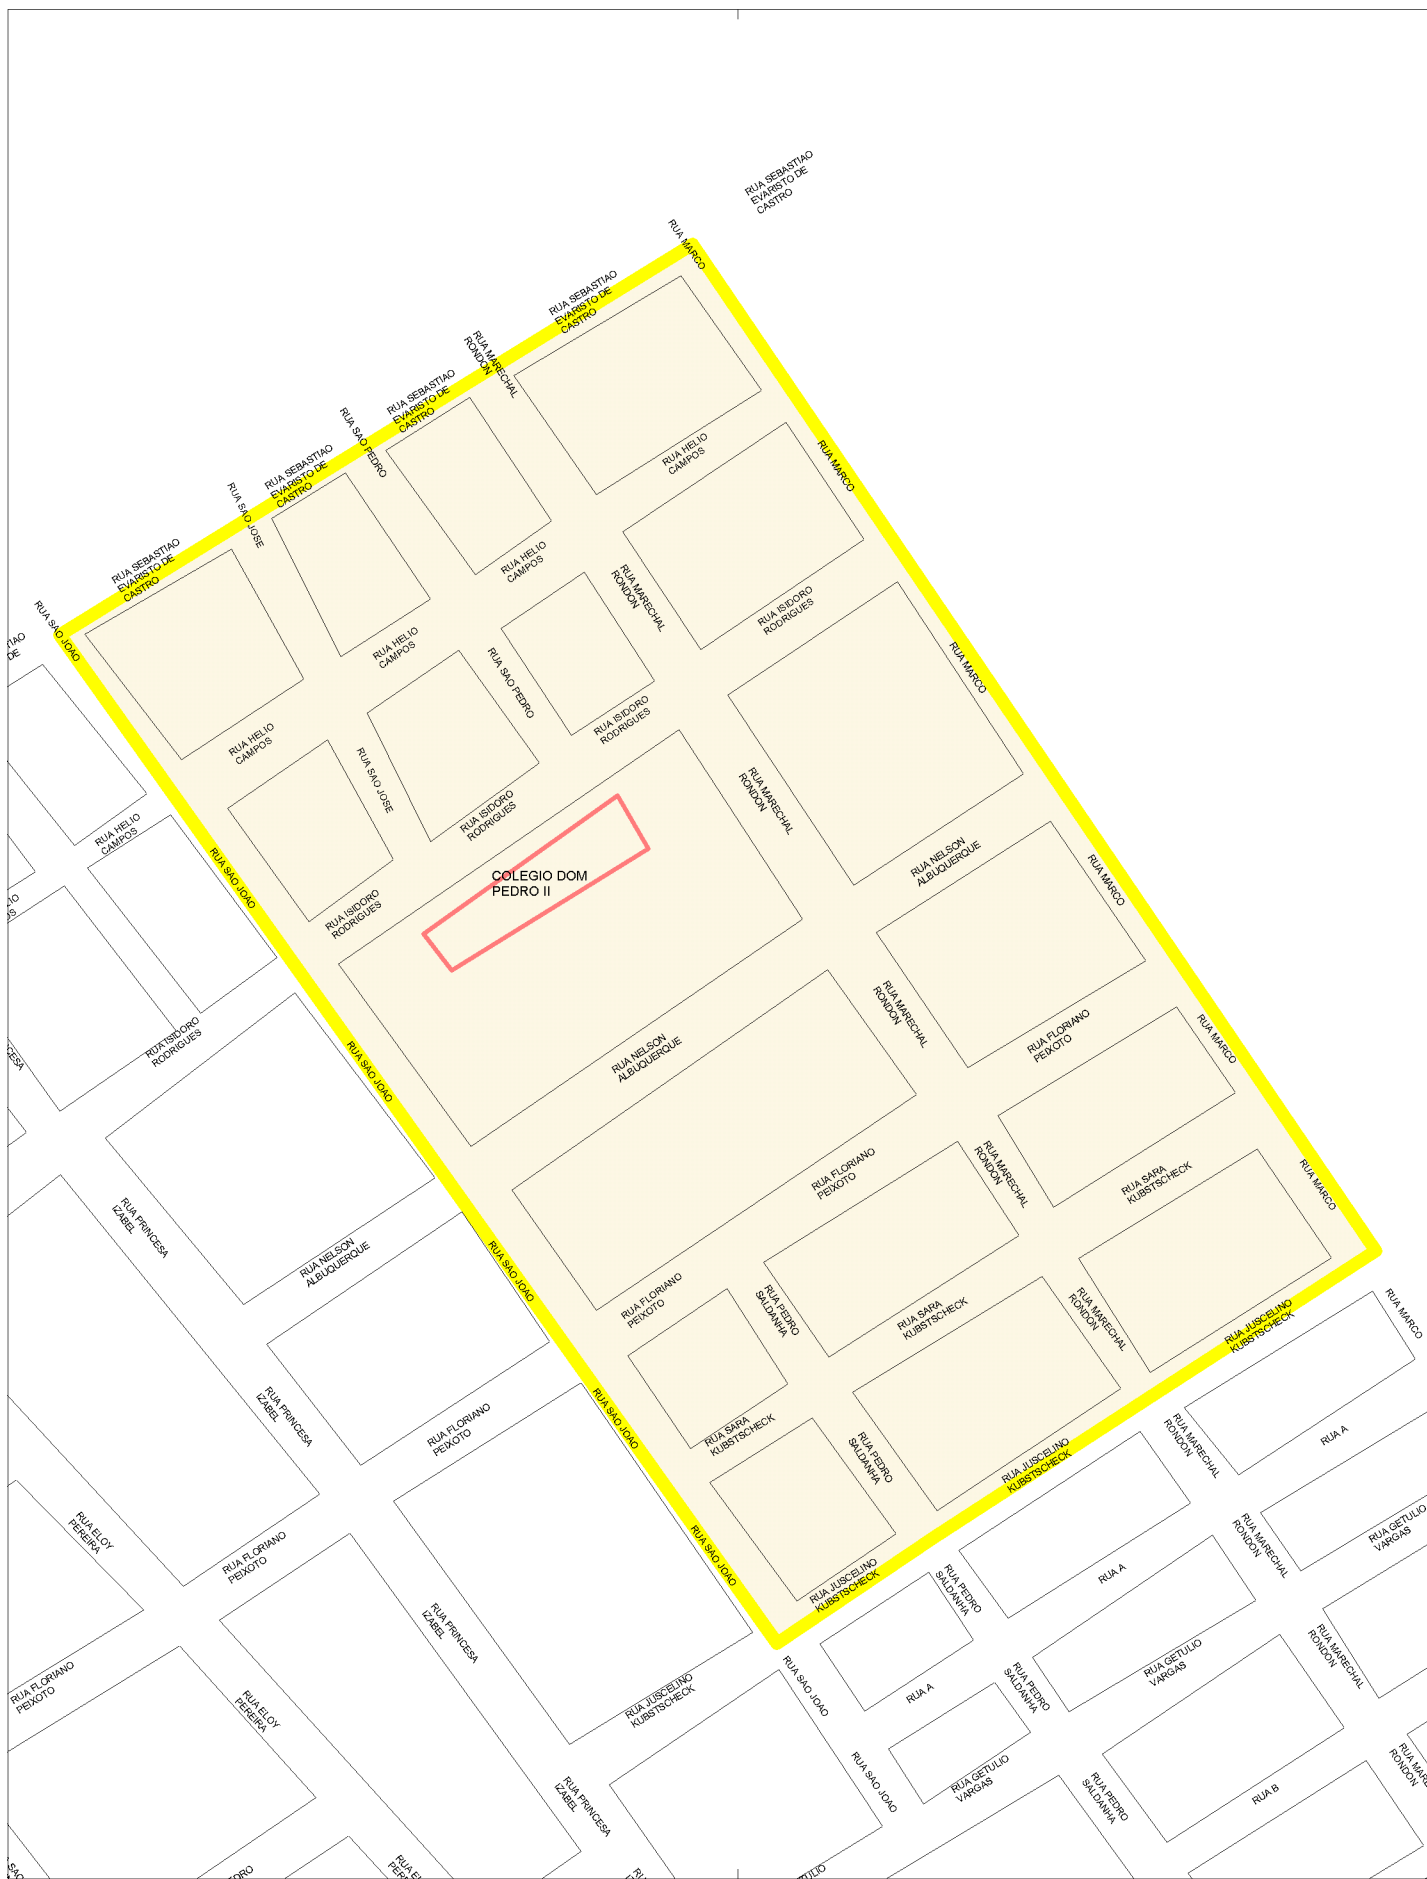 RUA SEBASTIAO
EVARISTO DE
CASTRO
RUA MARCO
RUA SEBASTIAO
EVARISTO DE
CASTRO
RUA MARECHAL
RONDON
RUA SEBASTIAO
EVARISTO DE
CASTRO
RUA SAO PEDRO
RUA SEBASTIAO
EVARISTO DE
CASTRO
RUA SAO JOSE
RUA SEBASTIAO
EVARISTO DE
CASTRO
RUA SAO JOAO
RUA HELIO
CAMPOS
RUA MARCO
RUA HELIO
CAMPOS
RUA MARECHAL
RONDON
RUA ISIDORO
RODRIGUES
RUA HELIO
CAMPOS
RUA SAO PEDRO
RUA MARCO
RUA ISIDORO
RODRIGUES
RUA HELIO
CAMPOS
RUA SAO JOSE
RUA MARECHAL
RONDON
RUA ISIDORO
RODRIGUES
RUA HELIO
CAMPOS
RUA SAO JOAO
COLEGIO DOM
PEDRO II
RUA NELSON
ALBUQUERQUE
RUA MARCO
RUA ISIDORO
RODRIGUES
RUA MARECHAL
RONDON
RUA ISIDORO
RODRIGUES
RUA SAO JOAO
RUA NELSON
ALBUQUERQUE
RUA FLORIANO
PEIXOTO
RUA MARCO
RUA MARECHAL
RONDON
RUA FLORIANO
PEIXOTO
RUA SARA
KUBSTSCHECK
RUA MARCO
RUA PRINCESA
IZABEL
RUA NELSON
ALBUQUERQUE
RUA SAO JOAO
RUA FLORIANO
PEIXOTO
RUA PEDRO
SALDANHA
RUA SARA
KUBSTSCHECK
RUA MARECHAL
RONDON
RUA JUSCELINO
KUBSTSCHECK
RUA MARCO
RUA PRINCESA
IZABEL
RUA FLORIANO
PEIXOTO
RUA SAO JOAO
RUA SARA
KUBSTSCHECK
RUA PEDRO
SALDANHA
RUA JUSCELINO
KUBSTSCHECK
RUA MARECHAL
RONDON
RUA A
RUA ELOY
PEREIRA
RUA FLORIANO
PEIXOTO
RUA SAO JOAO
RUA JUSCELINO
KUBSTSCHECK
RUA PEDRO
SALDANHA
RUA A
RUA MARECHAL
RONDON
RUA GETULIO
VARGAS
RUA PRINCESA
IZABEL
RUA FLORIANO
PEIXOTO
RUA ELOY
PEREIRA
RUA JUSCELINO
KUBSTSCHECK
RUA SAO JOAO
RUA A
RUA PEDRO
SALDANHA
RUA GETULIO
VARGAS
RUA MARECHAL
RONDON
RUA PRINCESA
IZABEL
RUA SAO JOAO
RUA GETULIO
VARGAS
RUA PEDRO
SALDANHA
RUA B
RONDON